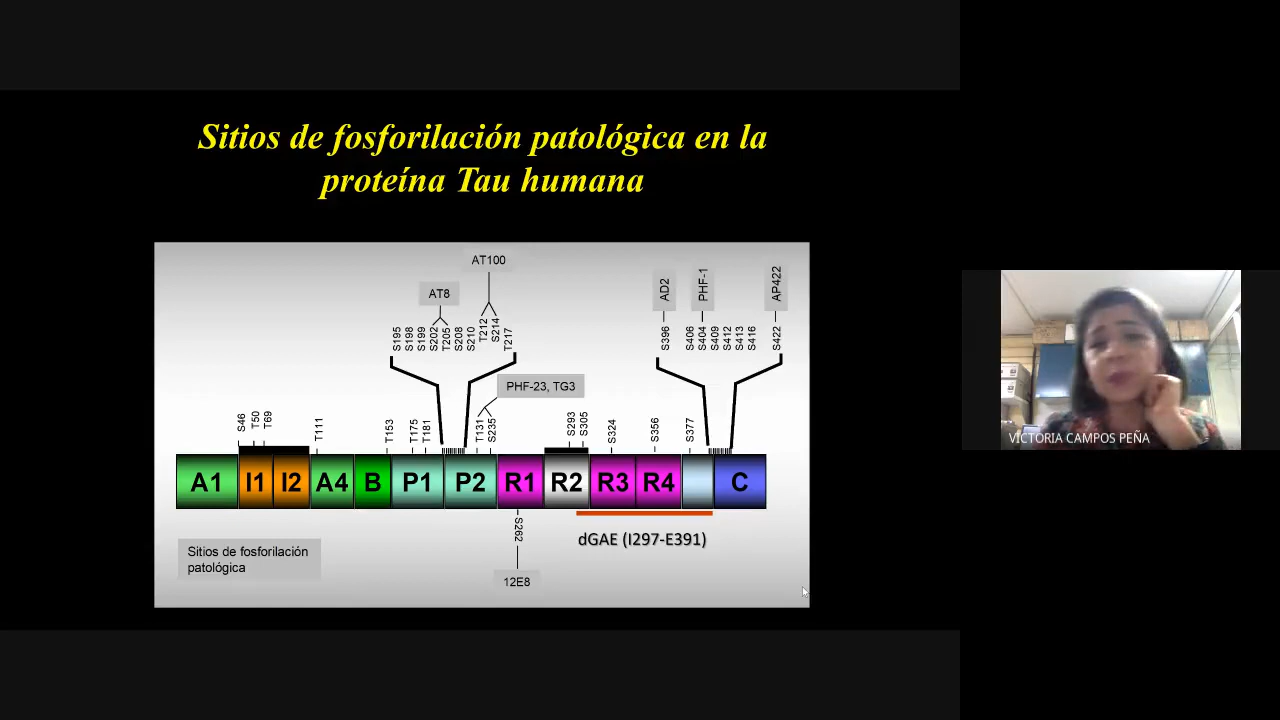 Sitios de fosforilación patológica en la
proteína Tau humana
AT100
AT8
AD2
PHF-1
AP422
S195
S198
S199
S202
T205
S208
S210
T212
S214
T217
S396
S406
S404
S409
S412
S413
S416
S422
PHF-23, TG3
S46
T50
T69
T111
T153
T175
T181
T131
S235
S293
S305
S324
S356
S377
A1 I1 I2 A4 B P1 P2 R1 R2 R3 R4 C
S262
12E8
dGAE (I297-E391)
Sitios de fosforilación
patológica
VICTORIA CAMPOS PEÑA